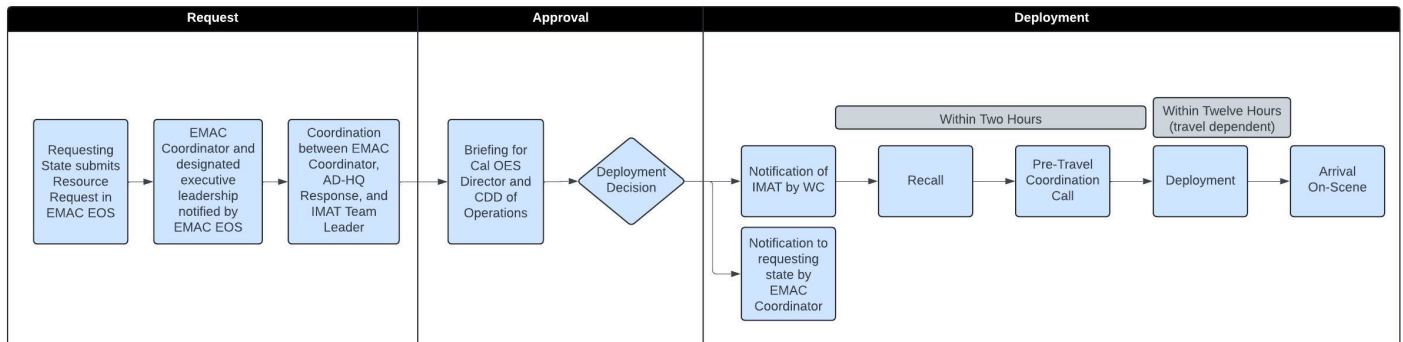 Request
Approval
Deployment
Requesting
State submits
Resource
Request in
EMAC EOS
EMAC
Coordinator and
designated
executive
leadership
notified by
EMAC EOS
Coordination
between EMAC
Coordinator,
AD-HQ
Response, and
IMAT Team
Leader
Briefing for
Cal OES
Director and
CDD of
Operations
Deployment
Decision
Within Two Hours
Within Twelve Hours
(travel dependent)
Notification of
IMAT by WC
Recall
Pre-Travel
Coordination
Call
Deployment
Arrival
On-Scene
Notification to
requesting
state by
EMAC
Coordinator